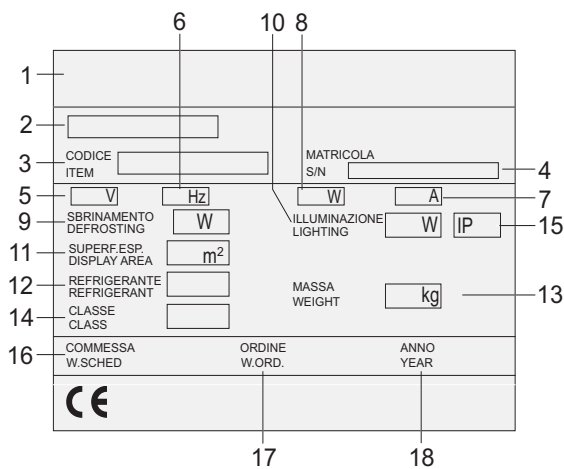 6 10 8
1
2
3 CODICE ITEM MATRICOLA S/N 4
5 V Hz W A 7
9 SBRINAMENTO DEFROSTING W ILLUMINAZIONE LIGHTING W IP 15
11 SUPERF.ESP. DISPLAY AREA m²
12 REFRIGERANTE REFRIGERANT MASSA WEIGHT kg 13
14 CLASSE CLASS
16 COMMESSA W.SCHED ORDINE W.ORD. ANNO YEAR
CE
17 18